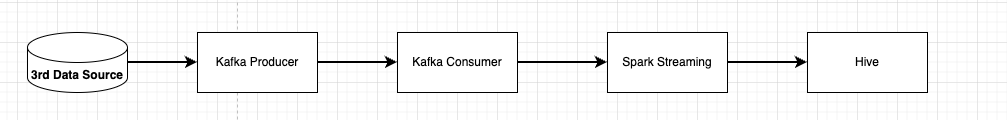 3rd Data Source
Kafka Producer
Kafka Consumer
Spark Streaming
Hive